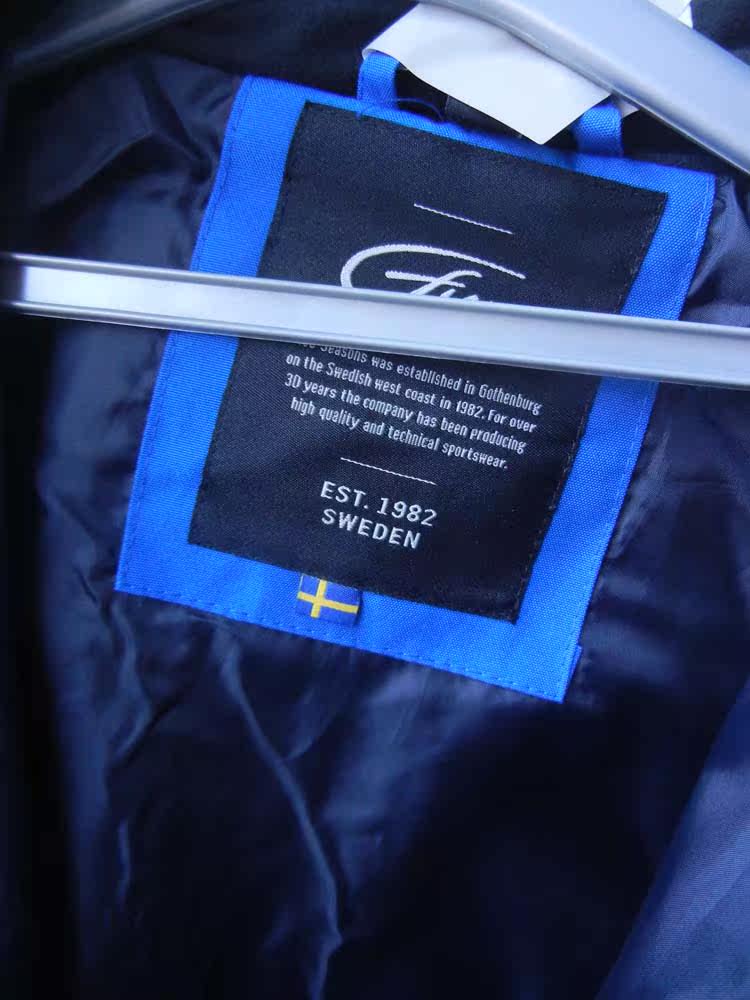 Seasons was established in Gothenburg
on the Swedish west coast in 1982. For over
30 years the company has been producing
high quality and technical sportswear.
EST. 1982
SWEDEN